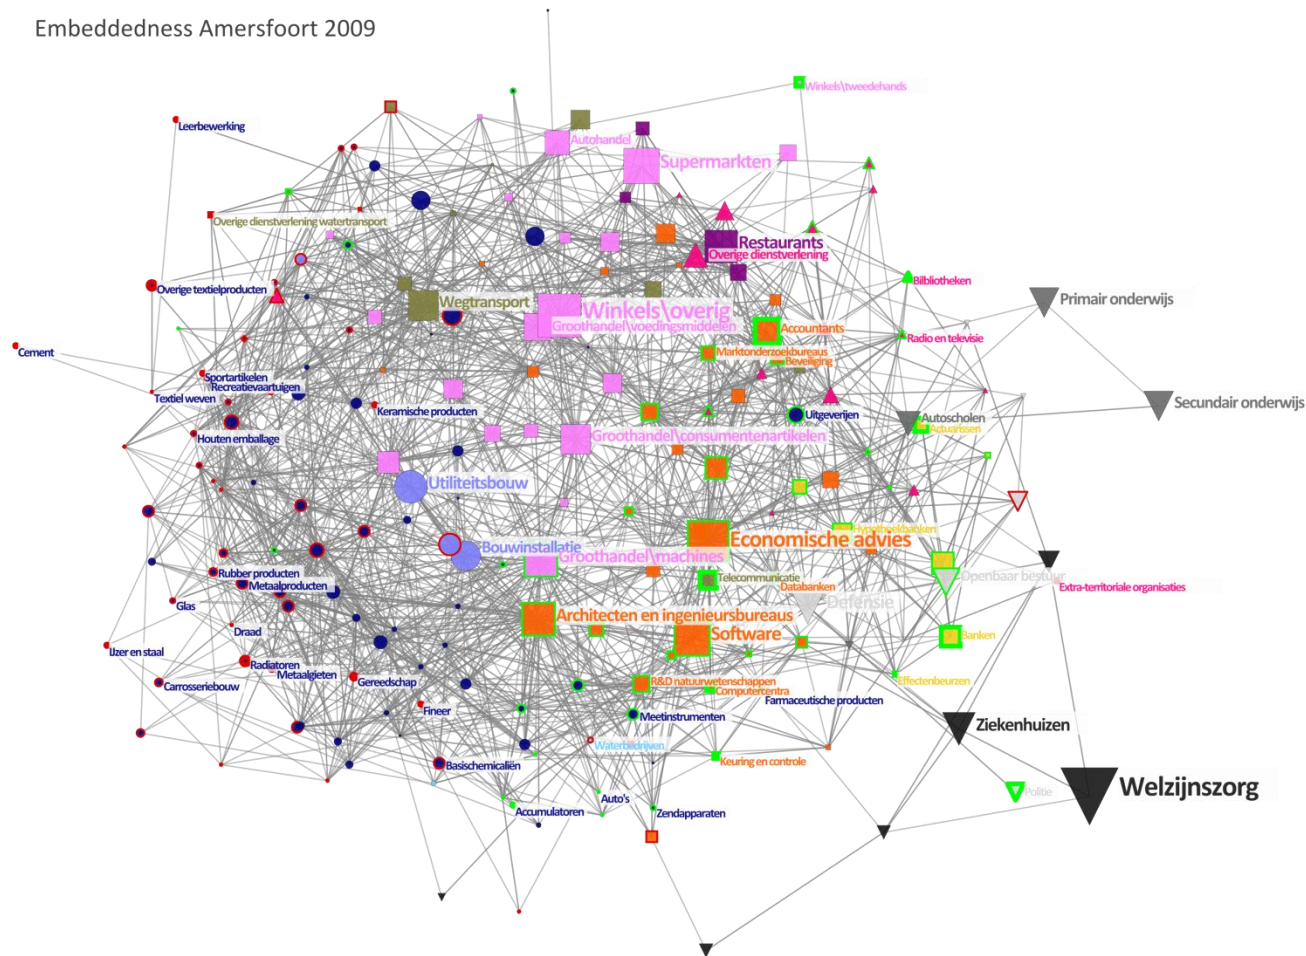 Embeddedness Amersfoort 2009
Winkels\tweedehands
Leerbewerking
Autohandel
Supermarkten
Overige dienstverlening watertransport
Restaurants
Overige dienstverlening
Bilbliotheken
Overige textielproducten
Wegtransport
Primair onderwijs
Winkels\overig
Groothandel\voedingsmiddelen
Accountants
Radio en televisie
Cement
Marktonderzoekbureaus
Beveiliging
Sportartikelen
Recreatievaartuigen
Textiel weven
Keramische producten
Uitgeverijen
Secundair onderwijs
Autoscholen
Actuarissen
Houten emballage
Groothandel\consumentenartikelen
Utiliteitsbouw
Hypotheekbanken
Economische advies
Bouwinstallatie
Groothandel\machines
Rubber producten
Metaalproducten
Telecommunicatie
Databanken
Openbaar bestuur
Extra-territoriale organisaties
Glas
Defensie
Architecten en ingenieursbureaus
Draad
Software
Banken
IJzer en staal
Radiatoren
Metaalgieten
Gereedschap
Carrosseriebouw
R&D natuurwetenschappen
Computercentra
Effectenbeurzen
Farmaceutische producten
Fineer
Meetinstrumenten
Ziekenhuizen
Waterbedrijven
Keuring en controle
Basischemicaliën
Welzijnszorg
Politie
Auto's
Accumulatoren
Zendapparaten